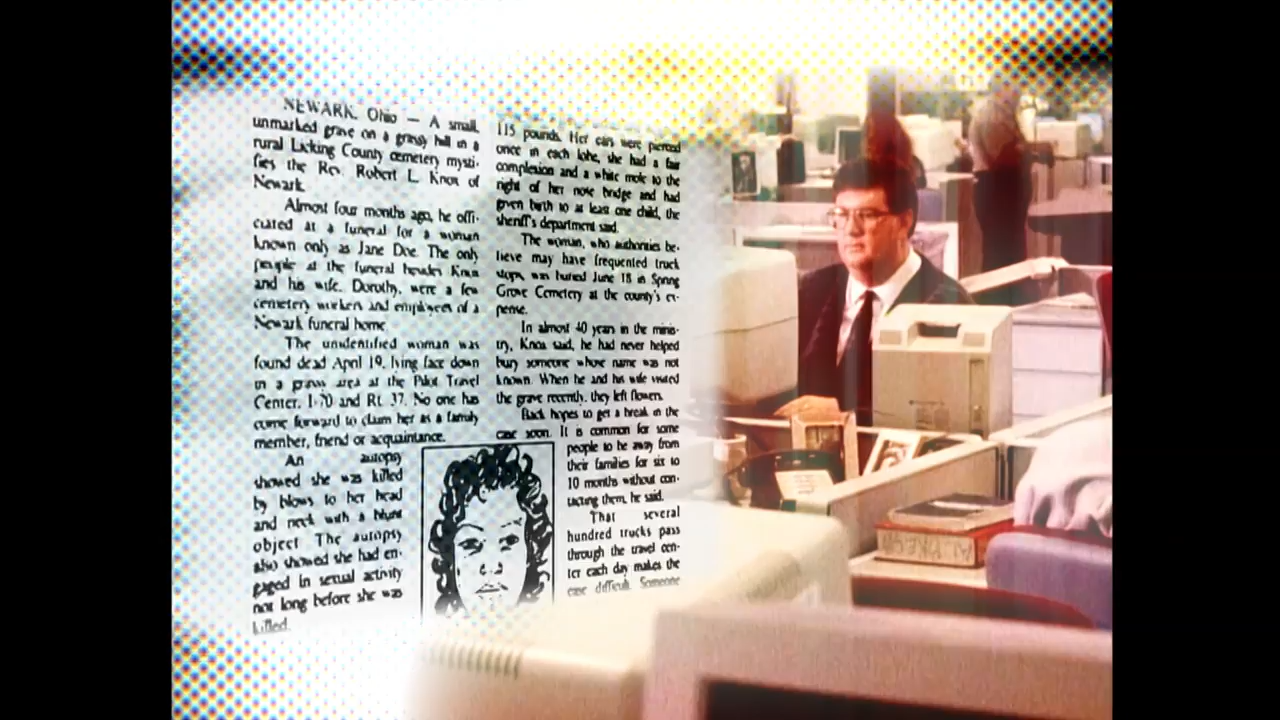 NEWARK, Ohio — A small,
unmarked grave on a grassy hill in a
rural Licking County cemetery mysti-
fies the Rev. Robert L. Knox of
Newark.
Almost four months ago, he offi-
ciated at a funeral for a woman
known only as Jane Doe. The only
people at the funeral besides Knox
and his wife, Dorothy, were a few
cemetery workers and employees of a
Newark funeral home.
The unidentified woman was
found dead April 19, lying face down
in a grass area at the Pilot Travel
Center, I-70 and Rt. 37. No one has
come forward to claim her as a family
member, friend or acquaintance.
An autopsy
showed she was killed
by blows to her head
and neck with a blunt
object. The autopsy
also showed she had en-
gaged in sexual activity
not long before she was
killed.
115 pounds. Her ears were pierced
once in each lobe, she had a fair
complexion and a white mole to the
right of her nose bridge and had
given birth to at least one child, the
sheriff's department said.
The woman, who authorities be-
lieve may have frequented truck
stops, was buried June 18 in Spring
Grove Cemetery at the county's ex-
pense.
In almost 40 years in the minis-
try, Knox said, he had never helped
bury someone whose name was not
known. When he and his wife visited
the grave recently, they left flowers.
Back hopes to get a break in the
case soon. It is common for some
people to be away from
their families for six to
10 months without con-
tacting them, he said.
That several
hundred trucks pass
through the travel cen-
ter each day makes the
case difficult. Someone